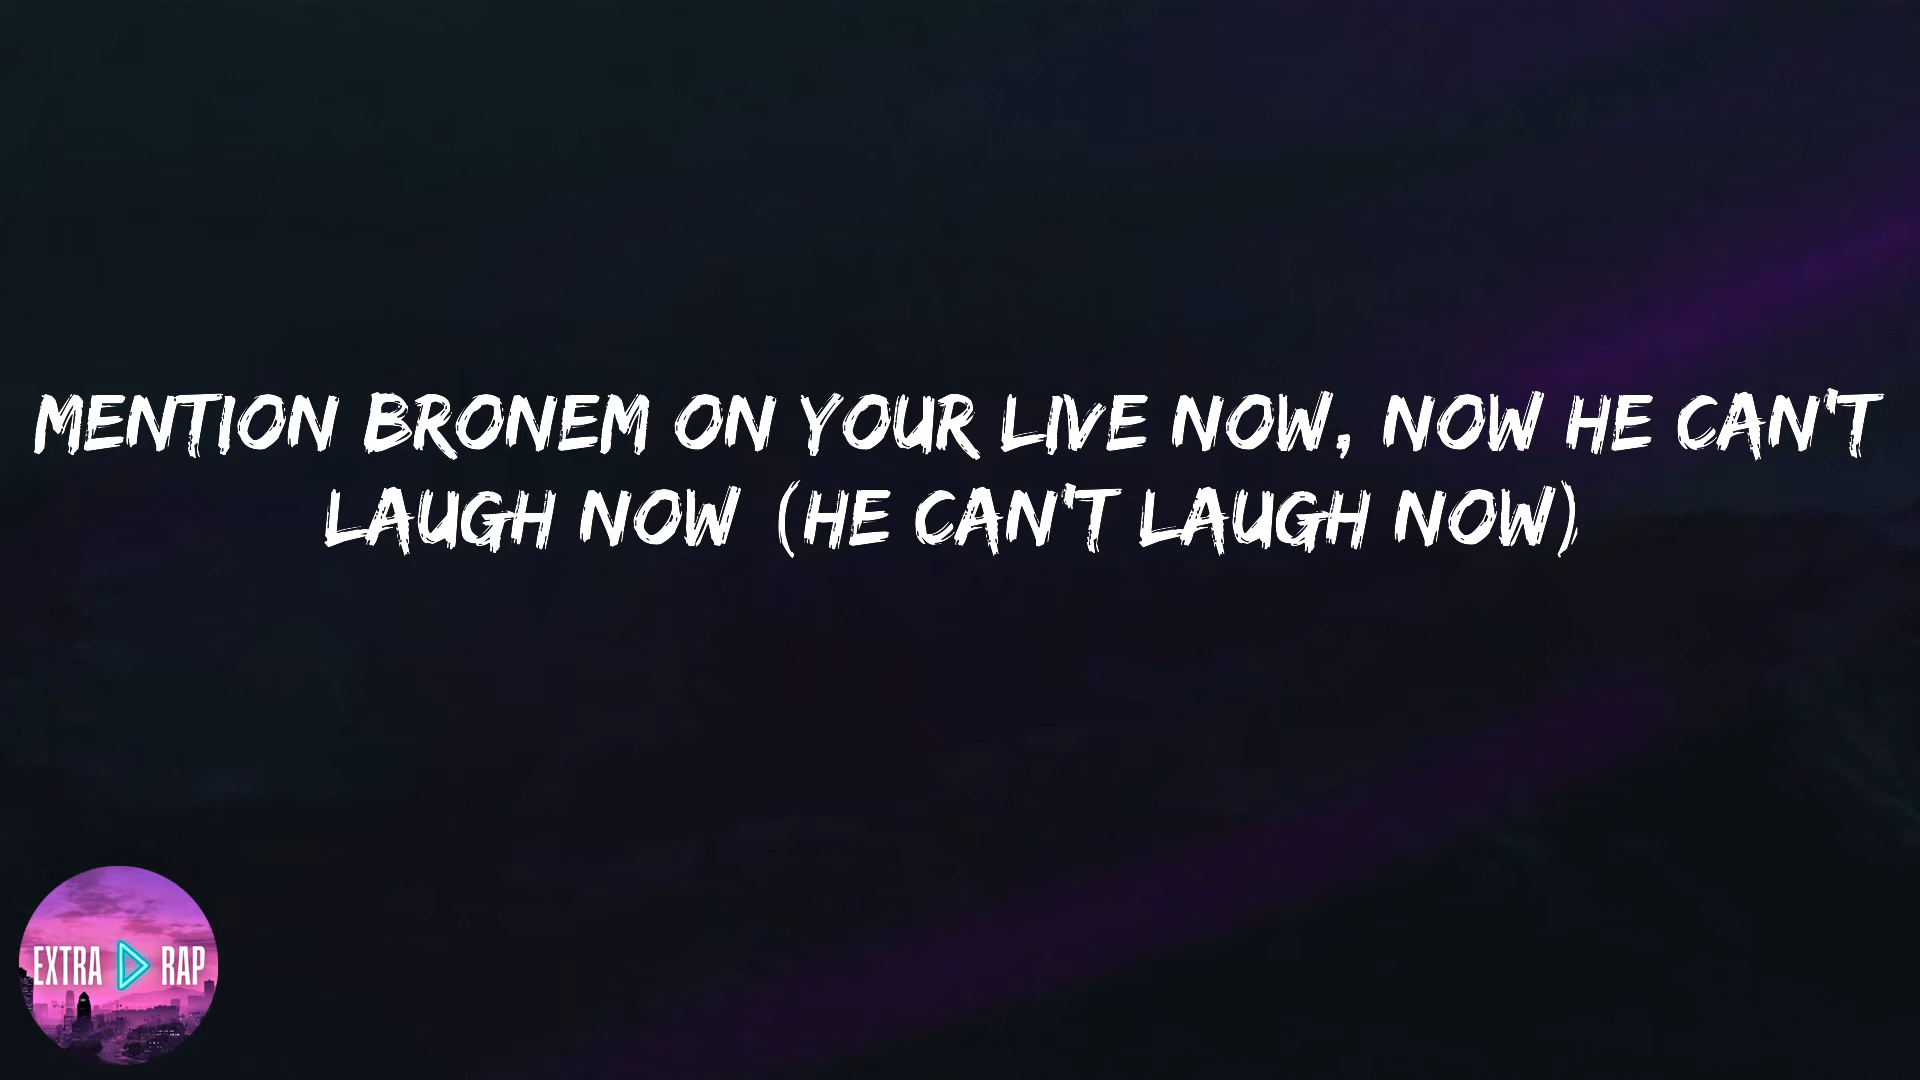 MENTION BRONEM ON YOUR LIVE NOW, NOW HE CAN'T
LAUGH NOW (HE CAN'T LAUGH NOW)
EXTRA RAP